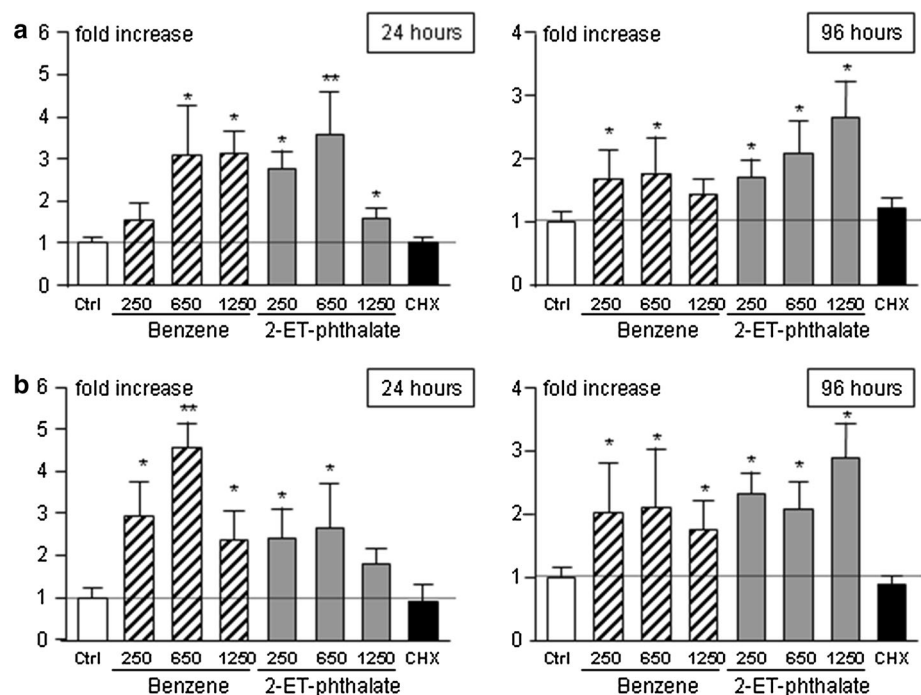 a
fold increase
24 hours
6
5
4
3
2
1
0
* * * ** *
Ctrl 250 650 1250 250 650 1250 CHX
Benzene 2-ET-phthalate
fold increase
96 hours
4
3
2
1
0
* * * * *
Ctrl 250 650 1250 250 650 1250 CHX
Benzene 2-ET-phthalate
b
fold increase
24 hours
6
5
4
3
2
1
0
* ** * * *
Ctrl 250 650 1250 250 650 1250 CHX
Benzene 2-ET-phthalate
fold increase
96 hours
4
3
2
1
0
* * * * * *
Ctrl 250 650 1250 250 650 1250 CHX
Benzene 2-ET-phthalate